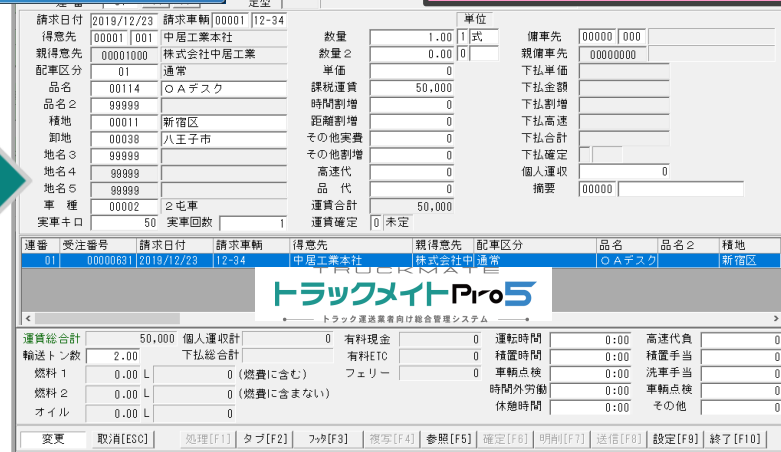 請求日付 2019/12/23 請求車輌 00001 12-34 単位
得意先 00001 001 中居工業本社 数量 1.00 1 式 傭車先 00000 000
親得意先 00001000 株式会社中居工業 数量2 0.00 0 親傭車先 00000000
配車区分 01 通常 単価 0 下払単価
品名 00114 OAデスク 課税運賃 50,000 下払金額
品名2 99999 時間割増 0 下払割増
積地 00011 新宿区 距離割増 0 下払高速
卸地 00038 八王子市 その他実費 0 下払合計
地名3 99999 その他割増 0 下払確定
地名4 99999 高速代 0 個人運収 0
地名5 99999 品 代 0 摘要 00000
車 種 00002 2屯車 運賃合計 50,000
実車キロ 50 実車回数 1 運賃確定 0 未定
連番 受注番号 請求日付 請求車輌 得意先 親得意先 配車区分 品名 品名2 積地
01 00000631 2019/12/23 12-34 中居工業本社 株式会社中 通常 OAデスク 新宿区
TRUCKMATE
トラックメイトPro5
トラック運送業者向け総合管理システム
運賃総合計 50,000 個人運収計 0 有料現金 0 運転時間 0:00 高速代負 0
輸送トン数 2.00 下払総合計 有料ETC 0 積置時間 0:00 積置手当 0
燃料1 0.00 L 0 (燃費に含む) フェリー 0 車輌点検 0:00 洗車手当 0
燃料2 0.00 L 0 (燃費に含まない) 時間外労働 0:00 車輌点検 0
オイル 0.00 L 0 休憩時間 0:00 その他 0
変更 取消[ESC] 処理[F1] タブ[F2] フッタ[F3] 複写[F4] 参照[F5] 確定[F6] 明削[F7] 送信[F8] 設定[F9] 終了[F10]